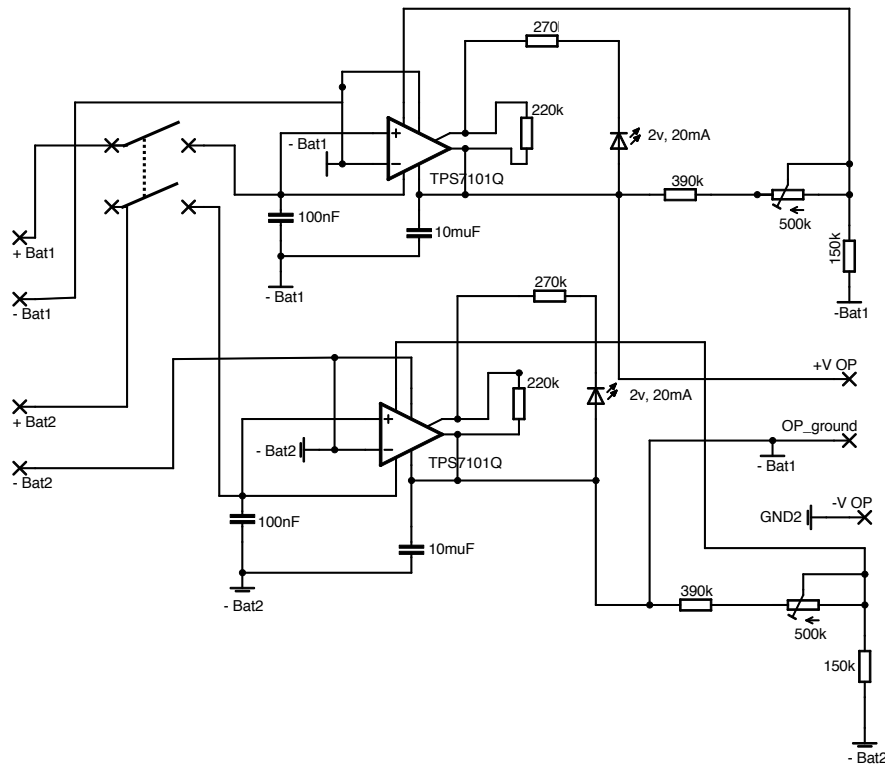 270
220k
2v, 20mA
- Bat1
TPS7101Q
390k
500k
100nF
10muF
150k
+ Bat1
- Bat1
-Bat1
- Bat1
270k
+V OP
220k
2v, 20mA
+ Bat2
OP_ground
- Bat2
TPS7101Q
- Bat1
- Bat2
-V OP
GND2
100nF
10muF
- Bat2
390k
500k
150k
- Bat2